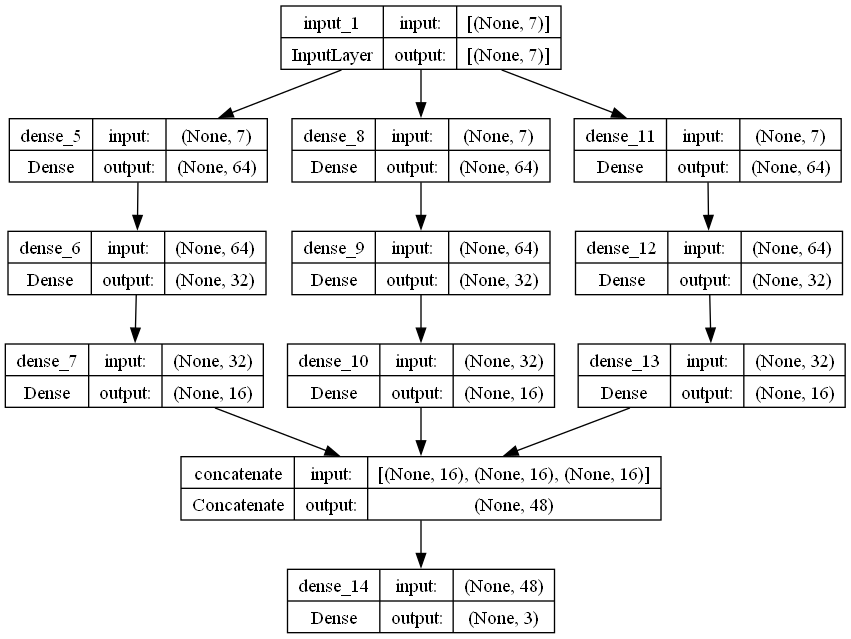 input_1 input: [(None, 7)]
InputLayer output: [(None, 7)]
dense_5 input: (None, 7)
Dense output: (None, 64)
dense_8 input: (None, 7)
Dense output: (None, 64)
dense_11 input: (None, 7)
Dense output: (None, 64)
dense_6 input: (None, 64)
Dense output: (None, 32)
dense_9 input: (None, 64)
Dense output: (None, 32)
dense_12 input: (None, 64)
Dense output: (None, 32)
dense_7 input: (None, 32)
Dense output: (None, 16)
dense_10 input: (None, 32)
Dense output: (None, 16)
dense_13 input: (None, 32)
Dense output: (None, 16)
concatenate input: [(None, 16), (None, 16), (None, 16)]
Concatenate output: (None, 48)
dense_14 input: (None, 48)
Dense output: (None, 3)